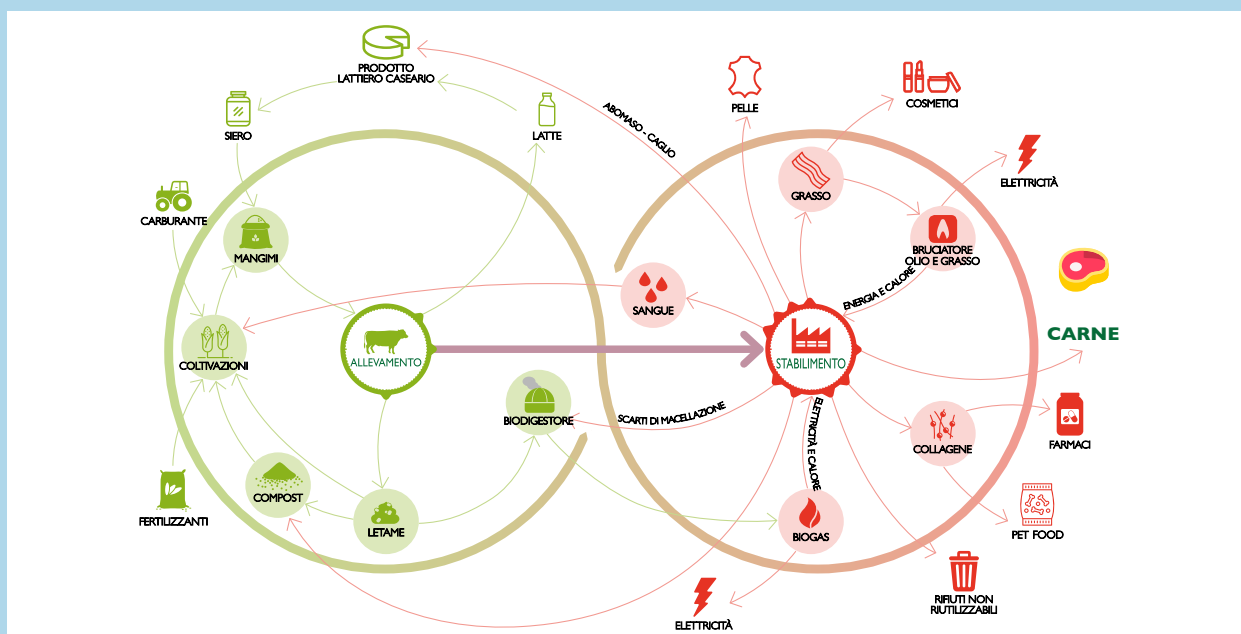 PRODOTTO
LATTIERO CASEARIO
SIERO
LATTE
ABOMASO - CAGLIO
PELLE
COSMETICI
ELETTRICITÀ
CARBURANTE
MANGIMI
GRASSO
BRUCIATORE
OLIO E GRASSO
ENERGIA E CALORE
SANGUE
CARNE
COLTIVAZIONI
ALLEVAMENTO
STABILIMENTO
BIODIGESTORE
SCARTI DI MACELLAZIONE
ELETTRICITÀ E CALORE
COLLAGENE
FARMACI
FERTILIZZANTI
COMPOST
LETAME
BIOGAS
PET FOOD
ELETTRICITÀ
RIFIUTI NON
RIUTILIZZABILI